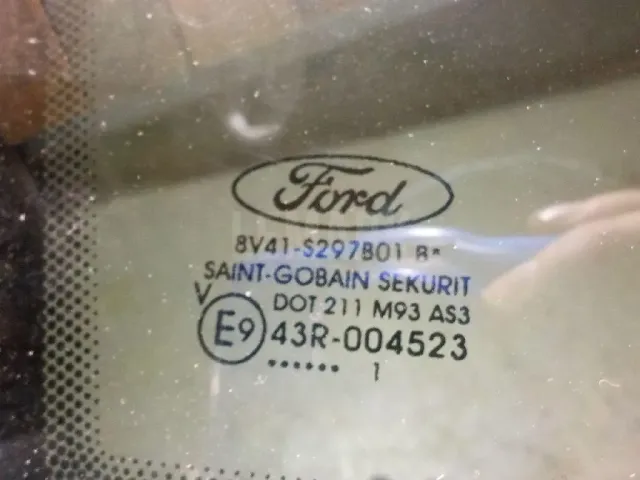 Ford
8V41-S297B01 B*
SAINT-GOBAIN SEKURIT
V DOT 211 M93 AS3
E9 43R-004523
...... 1